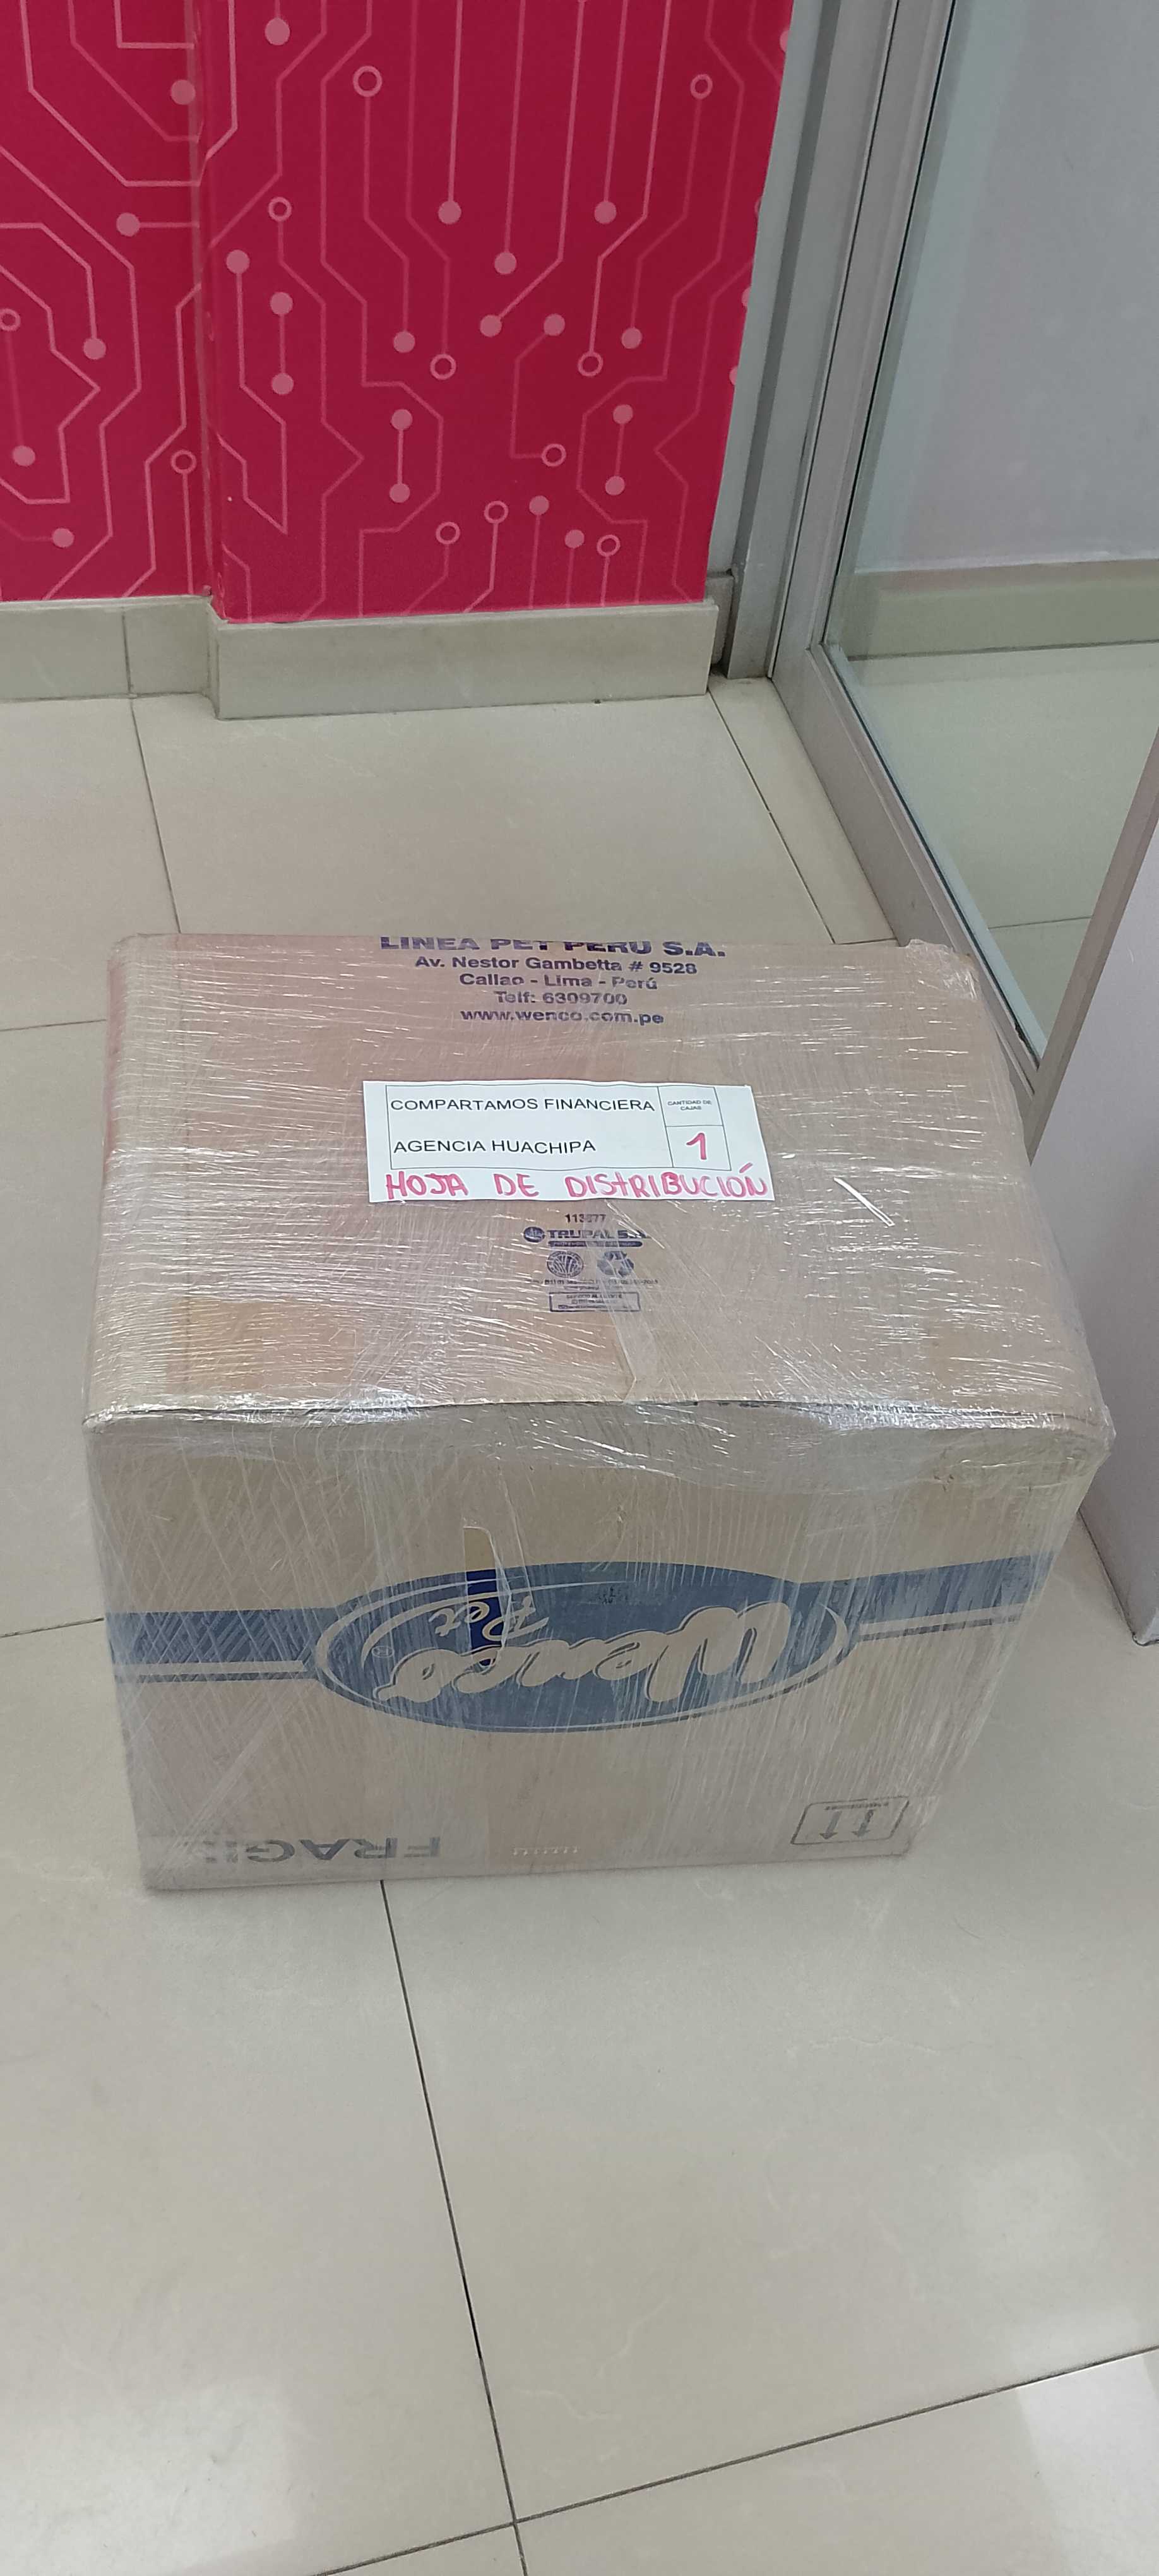 LINEA PET PERU S.A.
Av. Nestor Gambetta # 9528
Callao - Lima - Perú
Telf: 6309700
www.wenco.com.pe
COMPARTAMOS FINANCIERA
CANTIDAD DE CAJAS
AGENCIA HUACHIPA
1
HOJA DE DISTRIBUCIÓN
TRUPAL S.A.
Wenco
Pet